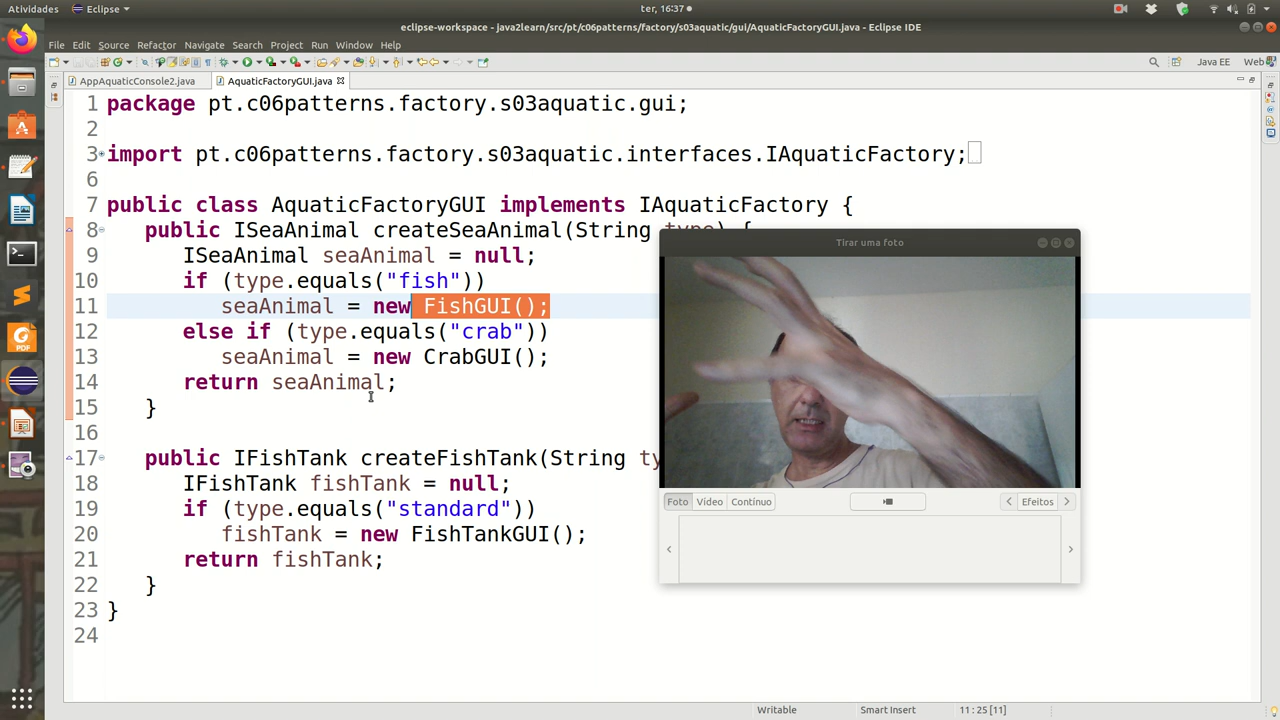 Atividades
Eclipse
ter, 16:37
eclipse-workspace - java2learn/src/pt/c06patterns/factory/s03aquatic/gui/AquaticFactoryGUI.java - Eclipse IDE
File Edit Source Refactor Navigate Search Project Run Window Help
Java EE
Web
AppAquaticConsole2.java
AquaticFactoryGUI.java
1 package pt.c06patterns.factory.s03aquatic.gui;
2
3 import pt.c06patterns.factory.s03aquatic.interfaces.IAquaticFactory;
6
7 public class AquaticFactoryGUI implements IAquaticFactory {
8 public ISeaAnimal createSeaAnimal(String type) {
9 ISeaAnimal seaAnimal = null;
10 if (type.equals("fish"))
11 seaAnimal = new FishGUI();
12 else if (type.equals("crab"))
13 seaAnimal = new CrabGUI();
14 return seaAnimal;
15 }
16
17 public IFishTank createFishTank(String ty
18 IFishTank fishTank = null;
19 if (type.equals("standard"))
20 fishTank = new FishTankGUI();
21 return fishTank;
22 }
23 }
24
Tirar uma foto
Foto
Vídeo
Contínuo
Efeitos
PDF
Writable
Smart Insert
11 : 25 [11]